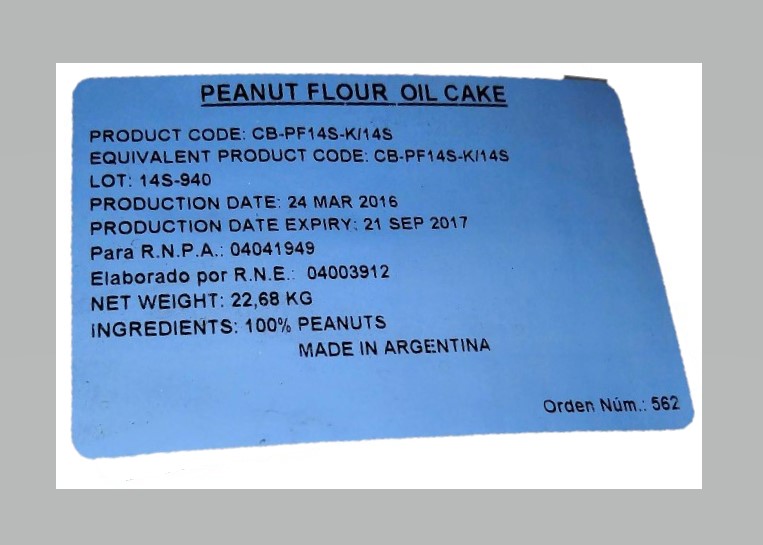 PEANUT FLOUR OIL CAKE
PRODUCT CODE: CB-PF14S-K/14S
EQUIVALENT PRODUCT CODE: CB-PF14S-K/14S
LOT: 14S-940
PRODUCTION DATE: 24 MAR 2016
PRODUCTION DATE EXPIRY: 21 SEP 2017
Para R.N.P.A.: 04041949
Elaborado por R.N.E.: 04003912
NET WEIGHT: 22,68 KG
INGREDIENTS: 100% PEANUTS
MADE IN ARGENTINA
Orden Núm.: 562